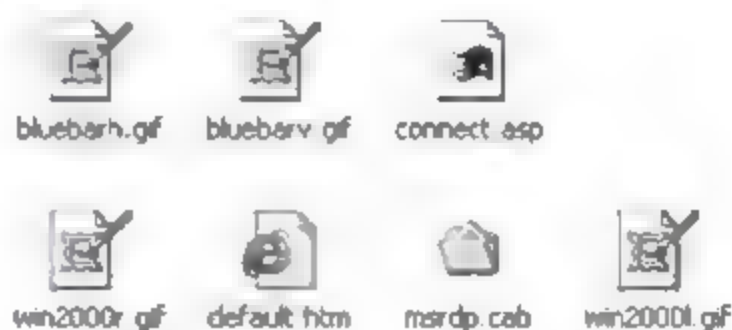 bluebarh.gif bluebarv.gif connect.asp
win2000r.gif default.htm msrdp.cab win2000l.gif